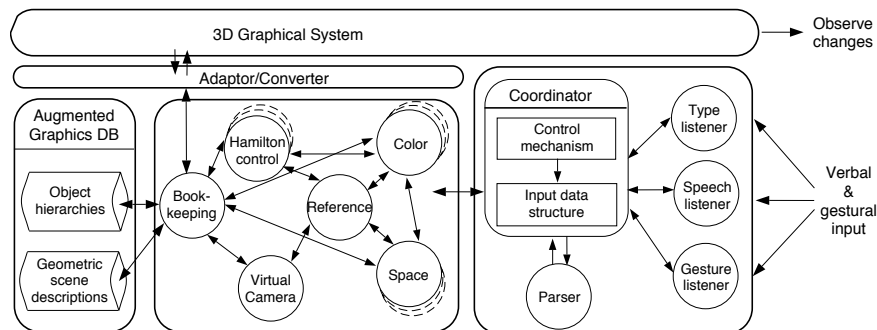 3D Graphical System
Observe
changes
Adaptor/Converter
Augmented
Graphics DB
Object
hierarchies
Geometric
scene
descriptions
Hamilton
control
Color
Book-
keeping
Reference
Virtual
Camera
Space
Coordinator
Control
mechanism
Input data
structure
Parser
Type
listener
Speech
listener
Gesture
listener
Verbal
&
gestural
input